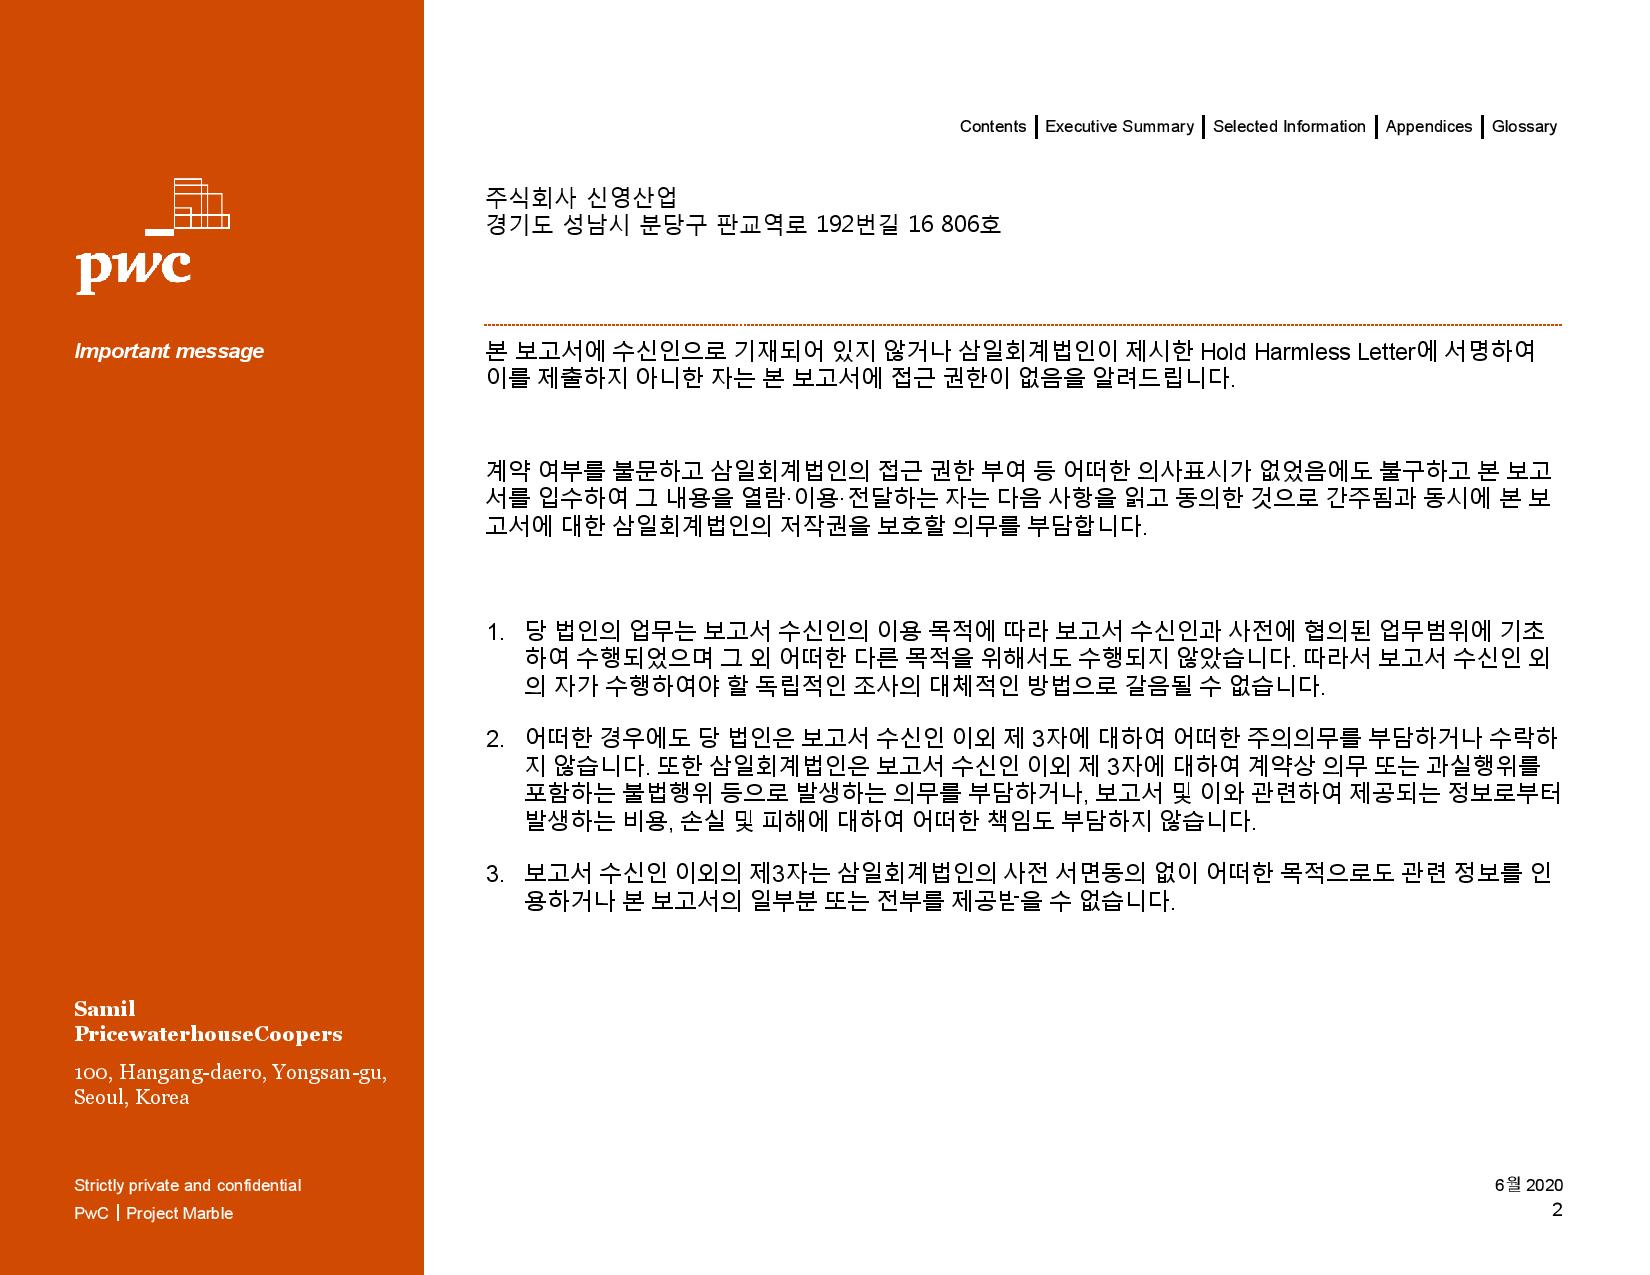 Contents | Executive Summary | Selected Information | Appendices | Glossary
pwc
Important message
주식회사 신영산업
경기도 성남시 분당구 판교역로 192번길 16 806호
본 보고서에 수신인으로 기재되어 있지 않거나 삼일회계법인이 제시한 Hold Harmless Letter에 서명하여
이를 제출하지 아니한 자는 본 보고서에 접근 권한이 없음을 알려드립니다.
계약 여부를 불문하고 삼일회계법인의 접근 권한 부여 등 어떠한 의사표시가 없었음에도 불구하고 본 보고
서를 입수하여 그 내용을 열람·이용·전달하는 자는 다음 사항을 읽고 동의한 것으로 간주됨과 동시에 본 보
고서에 대한 삼일회계법인의 저작권을 보호할 의무를 부담합니다.
1. 당 법인의 업무는 보고서 수신인의 이용 목적에 따라 보고서 수신인과 사전에 협의된 업무범위에 기초
하여 수행되었으며 그 외 어떠한 다른 목적을 위해서도 수행되지 않았습니다. 따라서 보고서 수신인 외
의 자가 수행하여야 할 독립적인 조사의 대체적인 방법으로 갈음될 수 없습니다.
2. 어떠한 경우에도 당 법인은 보고서 수신인 이외 제 3자에 대하여 어떠한 주의의무를 부담하거나 수락하
지 않습니다. 또한 삼일회계법인은 보고서 수신인 이외 제 3자에 대하여 계약상 의무 또는 과실행위를
포함하는 불법행위 등으로 발생하는 의무를 부담하거나, 보고서 및 이와 관련하여 제공되는 정보로부터
발생하는 비용, 손실 및 피해에 대하여 어떠한 책임도 부담하지 않습니다.
3. 보고서 수신인 이외의 제3자는 삼일회계법인의 사전 서면동의 없이 어떠한 목적으로도 관련 정보를 인
용하거나 본 보고서의 일부분 또는 전부를 제공받을 수 없습니다.
Samil
PricewaterhouseCoopers
100, Hangang-daero, Yongsan-gu,
Seoul, Korea
Strictly private and confidential
PwC | Project Marble
6월 2020
2